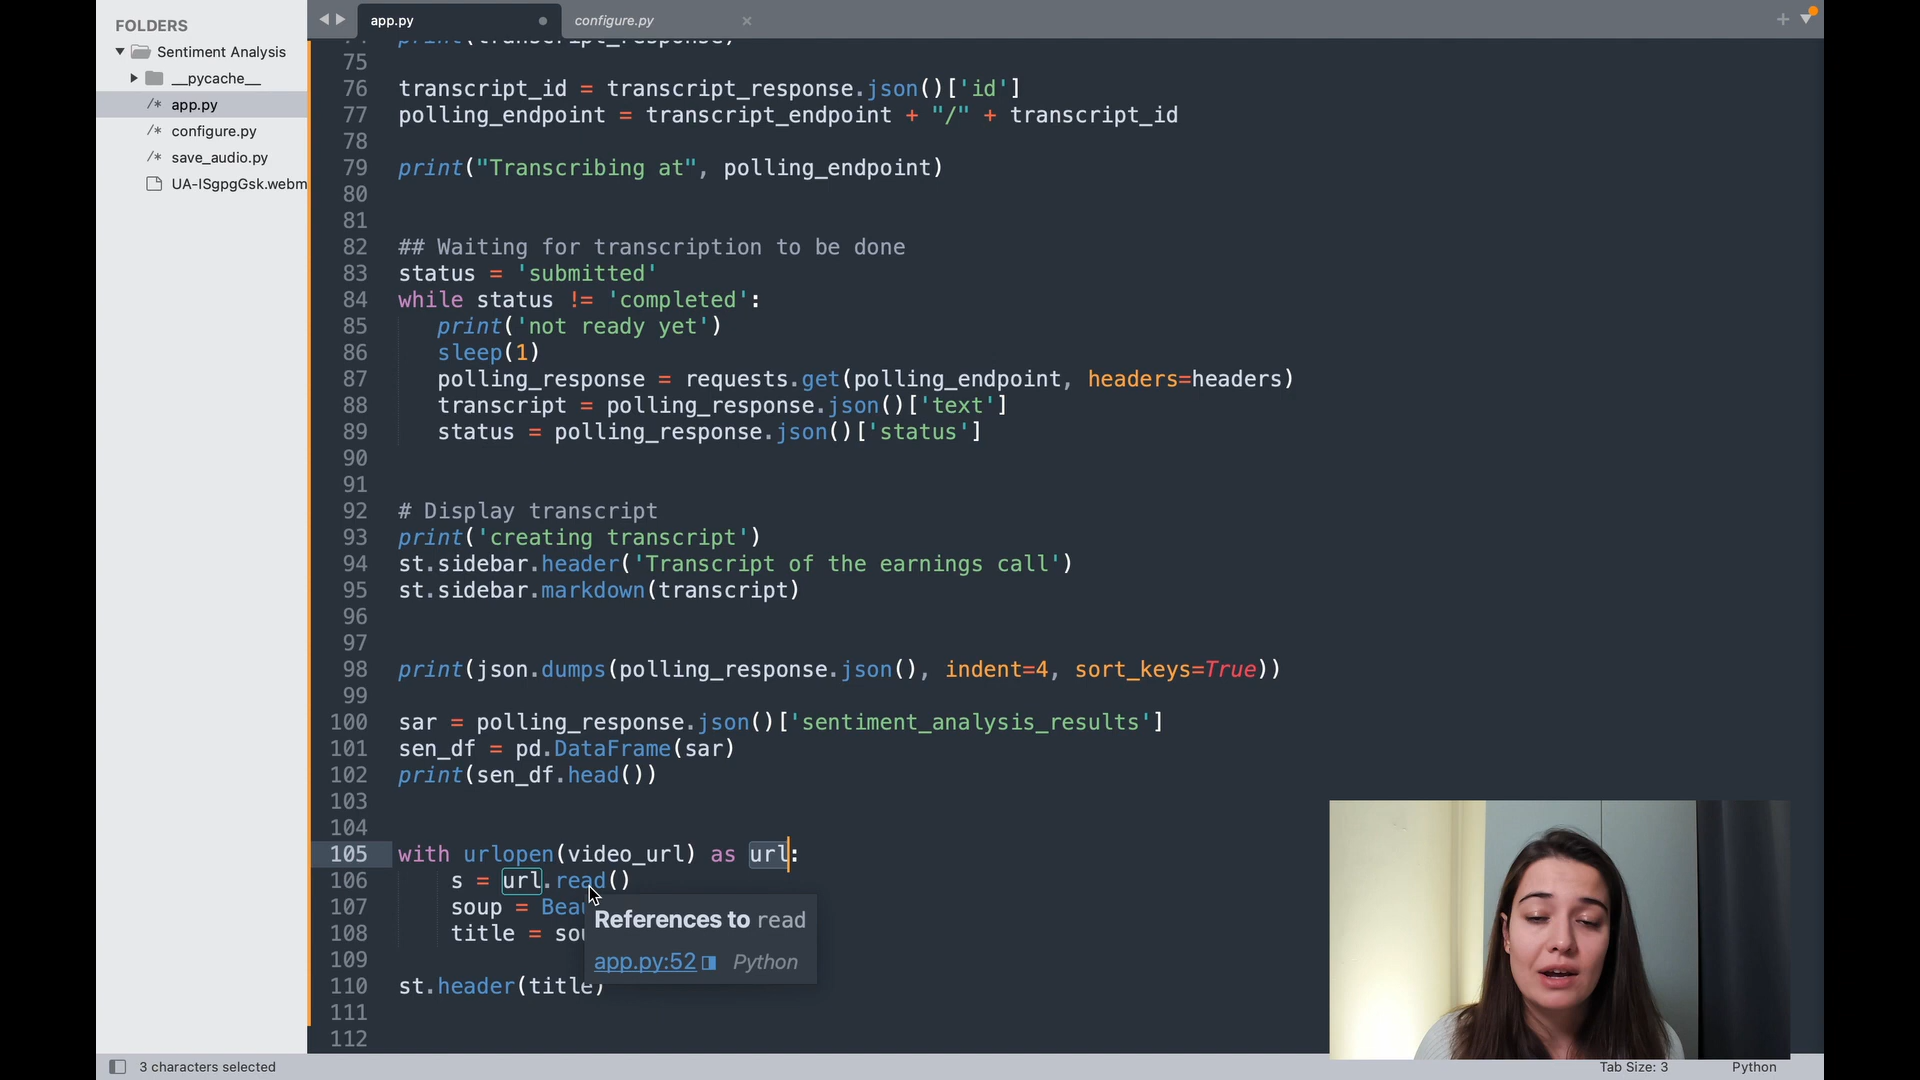 FOLDERS
Sentiment Analysis
__pycache__
/* app.py
/* configure.py
/* save_audio.py
UA-ISgpgGsk.webm
app.py
configure.py
75
76 transcript_id = transcript_response.json()['id']
77 polling_endpoint = transcript_endpoint + "/" + transcript_id
78
79 print("Transcribing at", polling_endpoint)
80
81
82 ## Waiting for transcription to be done
83 status = 'submitted'
84 while status != 'completed':
85 print('not ready yet')
86 sleep(1)
87 polling_response = requests.get(polling_endpoint, headers=headers)
88 transcript = polling_response.json()['text']
89 status = polling_response.json()['status']
90
91
92 # Display transcript
93 print('creating transcript')
94 st.sidebar.header('Transcript of the earnings call')
95 st.sidebar.markdown(transcript)
96
97
98 print(json.dumps(polling_response.json(), indent=4, sort_keys=True))
99
100 sar = polling_response.json()['sentiment_analysis_results']
101 sen_df = pd.DataFrame(sar)
102 print(sen_df.head())
103
104
105 with urlopen(video_url) as url:
106 s = url.read()
107 soup =
108 title =
References to read
app.py:52 Python
109
110 st.header(title)
111
112
3 characters selected
Tab Size: 3
Python